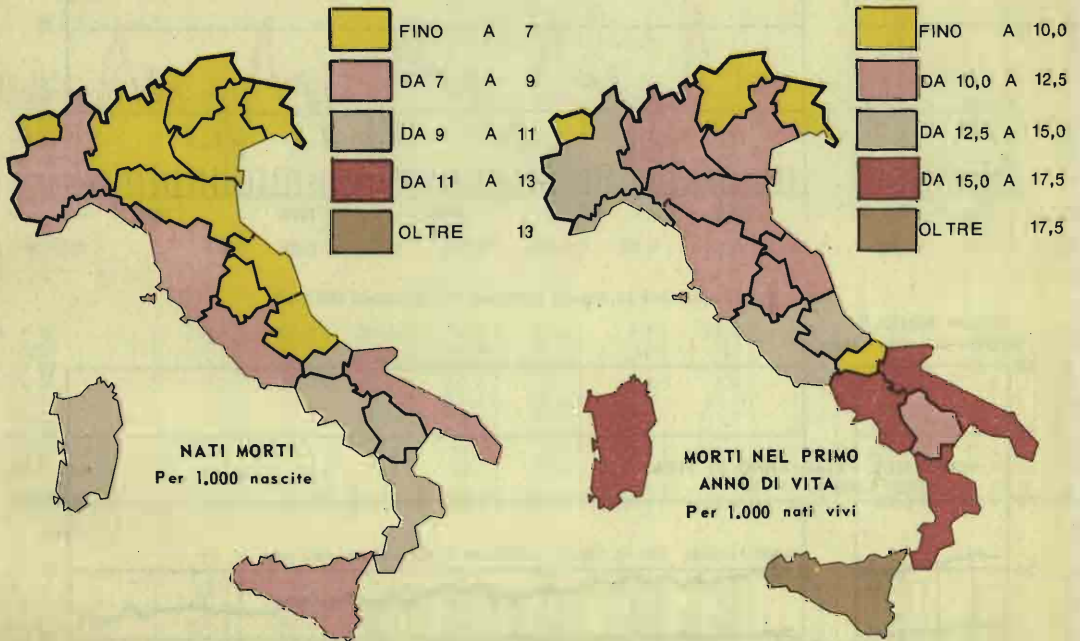 FINO A 7
DA 7 A 9
DA 9 A 11
DA 11 A 13
OLTRE 13
NATI MORTI
Per 1.000 nascite
FINO A 10,0
DA 10,0 A 12,5
DA 12,5 A 15,0
DA 15,0 A 17,5
OLTRE 17,5
MORTI NEL PRIMO
ANNO DI VITA
Per 1.000 nati vivi